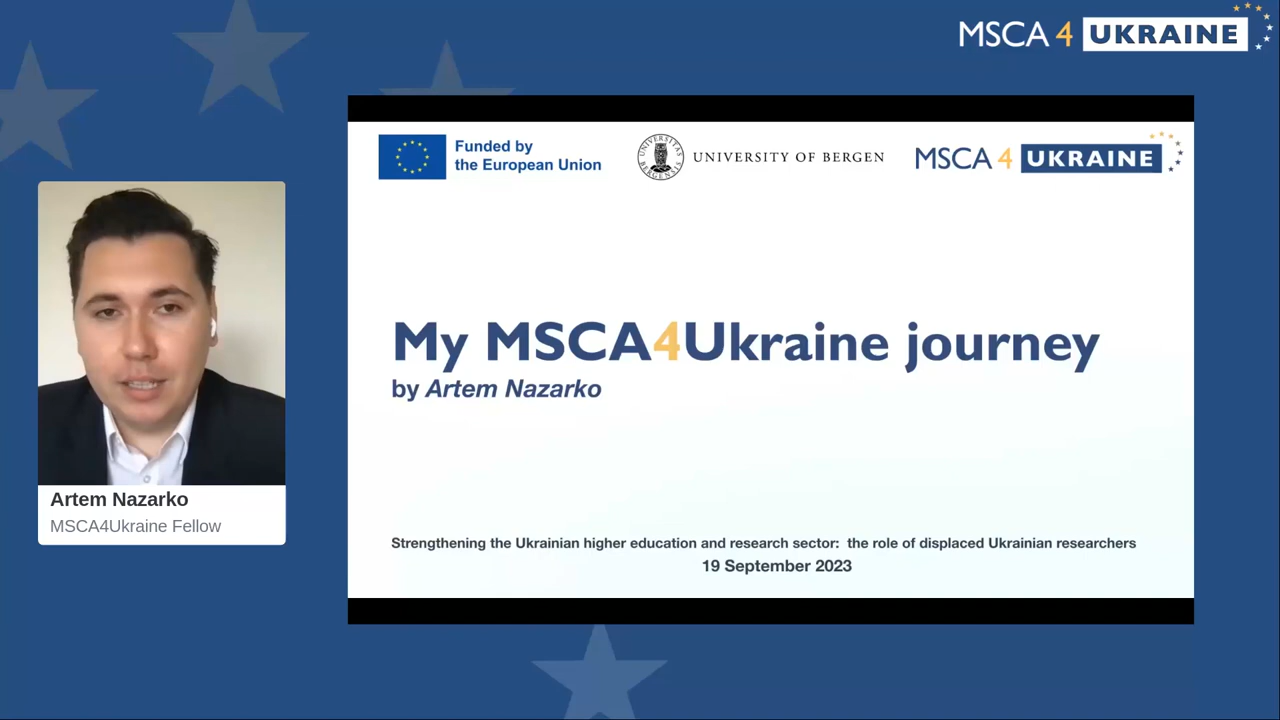 MSCA 4 UKRAINE
Funded by
the European Union
UNIVERSITAS BERGENSIS
UNIVERSITY OF BERGEN
MSCA 4 UKRAINE
My MSCA4Ukraine journey
by Artem Nazarko
Artem Nazarko
MSCA4Ukraine Fellow
Strengthening the Ukrainian higher education and research sector: the role of displaced Ukrainian researchers
19 September 2023